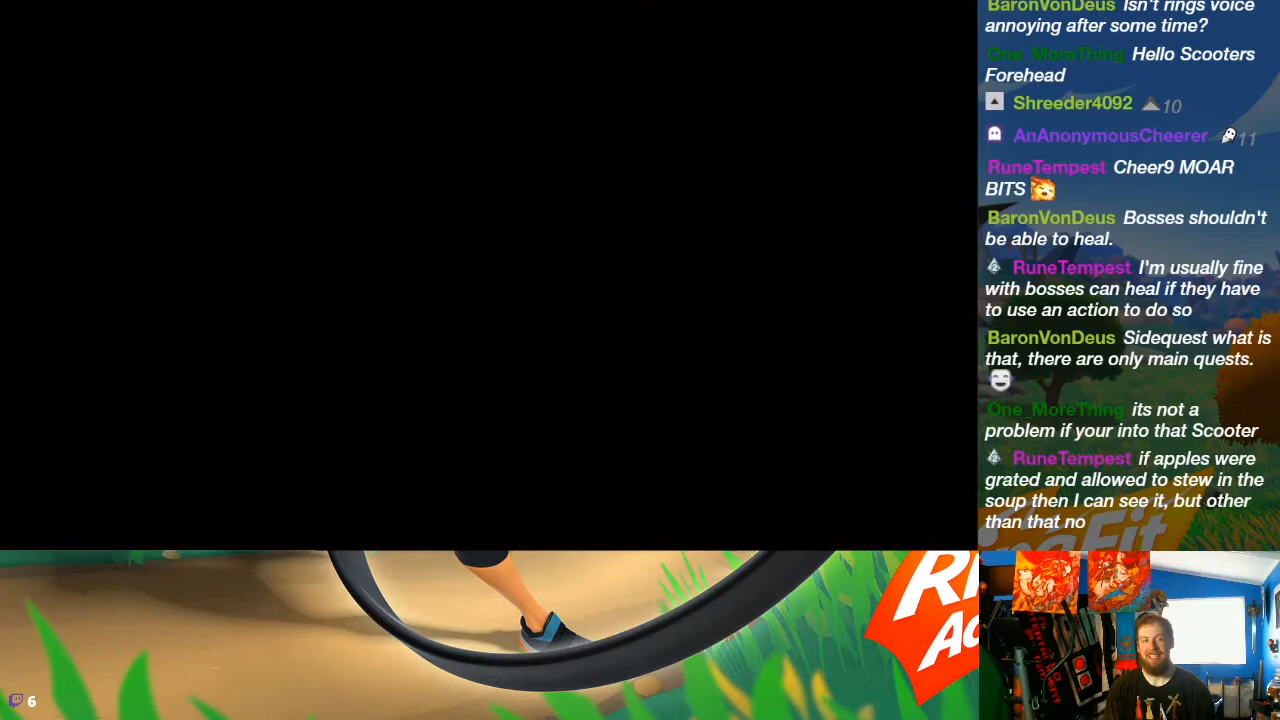 BaronVonDeus Isn't rings voice
annoying after some time?
One_MoreThing Hello Scooters
Forehead
Shreeder4092 10
AnAnonymousCheerer 11
RuneTempest Cheer9 MOAR
BITS
BaronVonDeus Bosses shouldn't
be able to heal.
2 RuneTempest I'm usually fine
with bosses can heal if they have
to use an action to do so
BaronVonDeus Sidequest what is
that, there are only main quests.
One_MoreThing its not a
problem if your into that Scooter
2 RuneTempest if apples were
grated and allowed to stew in the
soup then I can see it, but other
than that no
6